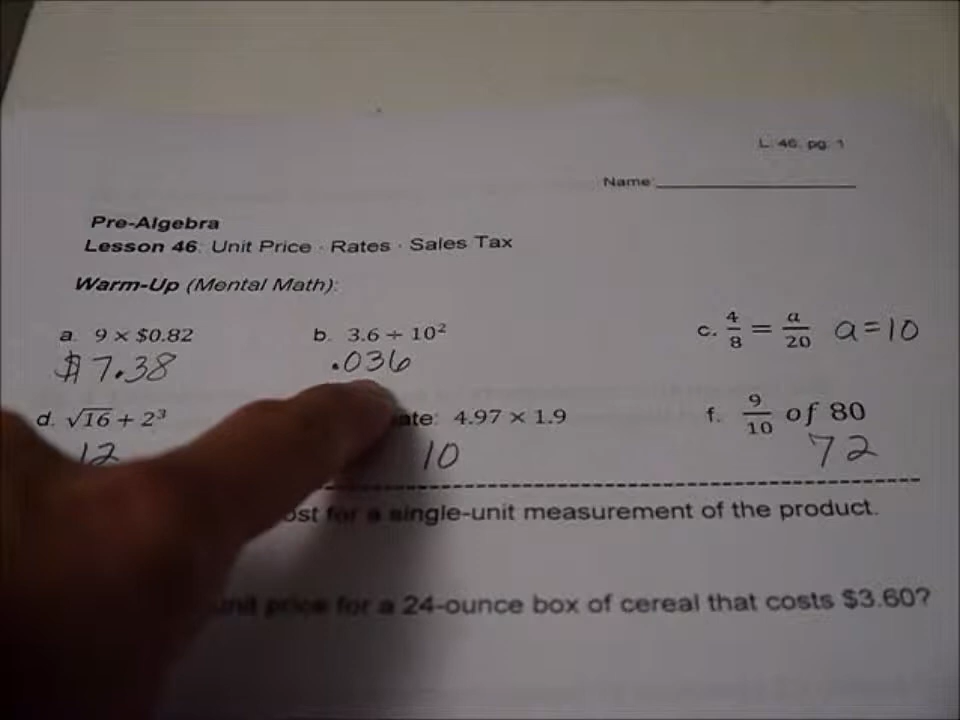 L. 46, pg. 1
Name:
Pre-Algebra
Lesson 46: Unit Price · Rates · Sales Tax
Warm-Up (Mental Math):
a. 9 × $0.82
$7.38
b. 3.6 ÷ 10²
.036
c. 4/8 = a/20 a=10
d. √16 + 2³
12
4.97 × 1.9
10
f. 9/10 of 80
72
for a single-unit measurement of the product.
unit price for a 24-ounce box of cereal that costs $3.60?